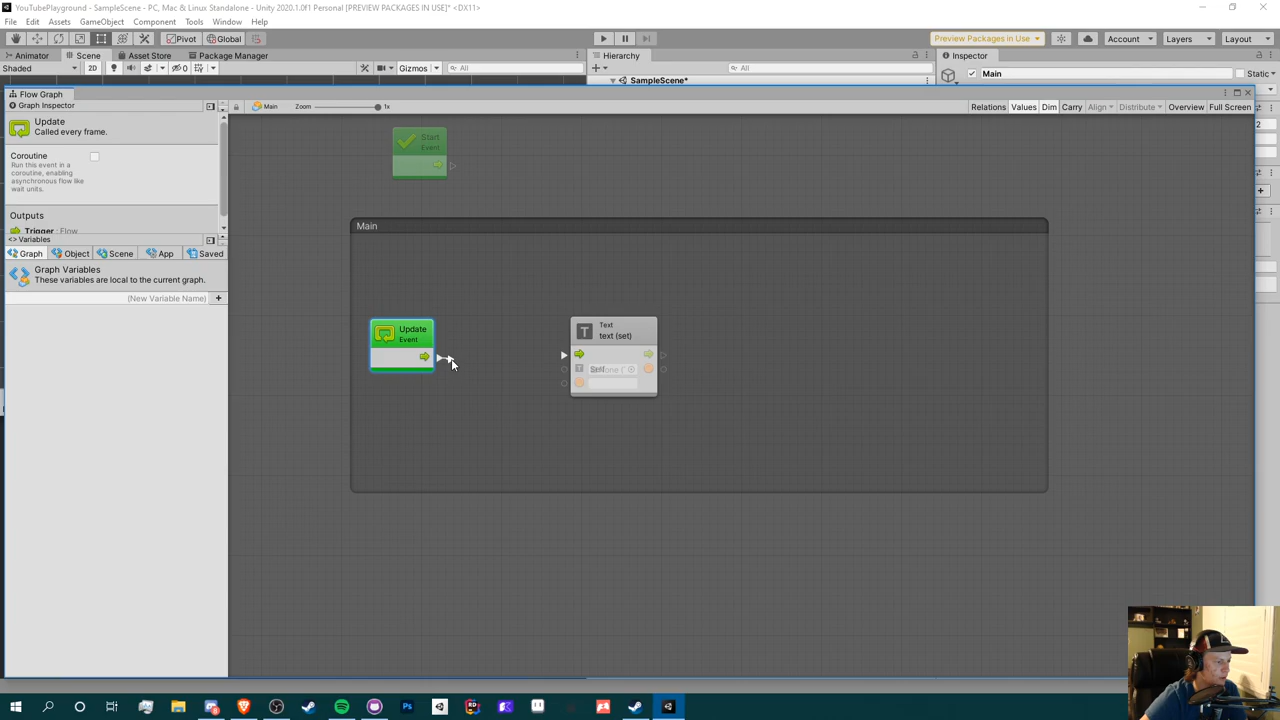 YouTubePlayground - SampleScene - PC, Mac & Linux Standalone - Unity 2020.1.0f1 Personal [PREVIEW PACKAGES IN USE]* <DX11>
File Edit Assets GameObject Component Tools Window Help
Pivot Global Preview Packages in Use Account Layers Layout
Animator Scene Asset Store Package Manager Hierarchy Inspector
Shaded 2D 0 Gizmos All All Main Static
SampleScene*
Flow Graph
Graph Inspector Main Zoom 1x Relations Values Dim Carry Align Distribute Overview Full Screen
Update
Called every frame.
Coroutine
Run this event in a
coroutine, enabling
asynchronous flow like
wait units.
Outputs
Trigger: Flow
Variables
Graph Object Scene App Saved
Graph Variables
These variables are local to the current graph.
(New Variable Name)
Start
Event
Main
Update
Event
Text
text (set)
Self